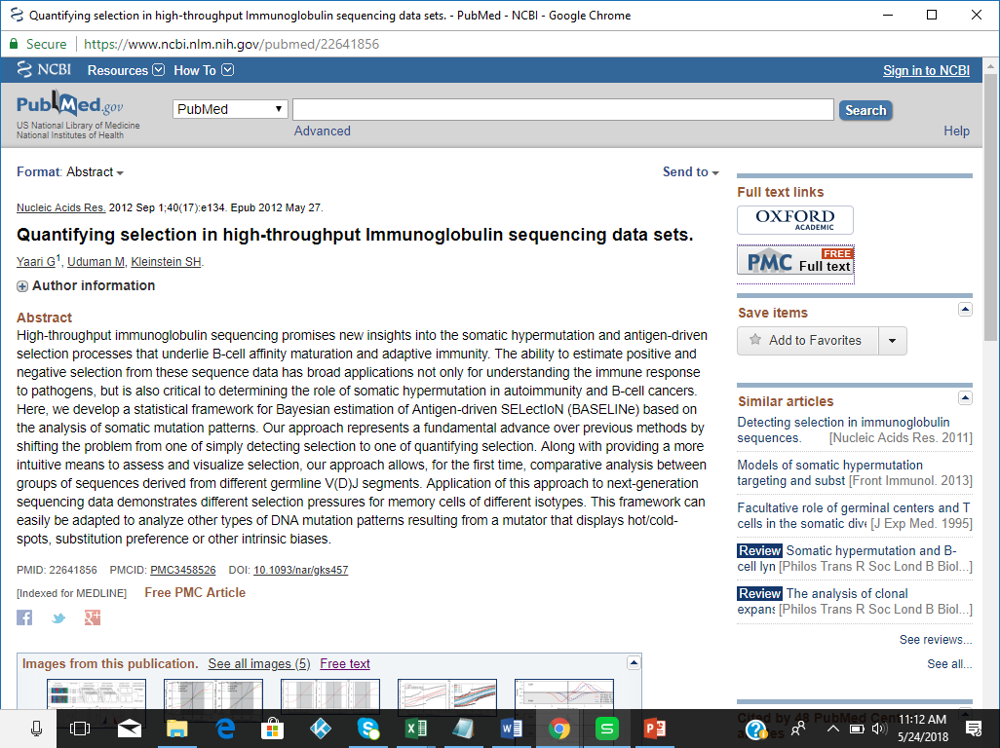 Quantifying selection in high-throughput Immunoglobulin sequencing data sets. - PubMed - NCBI - Google Chrome
Secure https://www.ncbi.nlm.nih.gov/pubmed/22641856
NCBI Resources How To Sign in to NCBI
PubMed.gov
US National Library of Medicine
National Institutes of Health
PubMed
Search
Advanced
Help
Format: Abstract
Send to
Nucleic Acids Res. 2012 Sep 1;40(17):e134. Epub 2012 May 27.
Quantifying selection in high-throughput Immunoglobulin sequencing data sets.
Yaari G1, Uduman M, Kleinstein SH.
Author information
Abstract
High-throughput immunoglobulin sequencing promises new insights into the somatic hypermutation and antigen-driven
selection processes that underlie B-cell affinity maturation and adaptive immunity. The ability to estimate positive and
negative selection from these sequence data has broad applications not only for understanding the immune response
to pathogens, but is also critical to determining the role of somatic hypermutation in autoimmunity and B-cell cancers.
Here, we develop a statistical framework for Bayesian estimation of Antigen-driven SELectIoN (BASELINe) based on
the analysis of somatic mutation patterns. Our approach represents a fundamental advance over previous methods by
shifting the problem from one of simply detecting selection to one of quantifying selection. Along with providing a more
intuitive means to assess and visualize selection, our approach allows, for the first time, comparative analysis between
groups of sequences derived from different germline V(D)J segments. Application of this approach to next-generation
sequencing data demonstrates different selection pressures for memory cells of different isotypes. This framework can
easily be adapted to analyze other types of DNA mutation patterns resulting from a mutator that displays hot/cold-
spots, substitution preference or other intrinsic biases.
PMID: 22641856 PMCID: PMC3458526 DOI: 10.1093/nar/gks457
[Indexed for MEDLINE] Free PMC Article
Images from this publication. See all images (5) Free text
Full text links
OXFORD
ACADEMIC
PMC FREE
Full text
Save items
Add to Favorites
Similar articles
Detecting selection in immunoglobulin
sequences. [Nucleic Acids Res. 2011]
Models of somatic hypermutation
targeting and subst [Front Immunol. 2013]
Facultative role of germinal centers and T
cells in the somatic dive [J Exp Med. 1995]
Review Somatic hypermutation and B-
cell lyn [Philos Trans R Soc Lond B Biol...]
Review The analysis of clonal
expans [Philos Trans R Soc Lond B Biol...]
See reviews...
See all...
Cited by 48 PubMed Cen
11:12 AM
5/24/2018